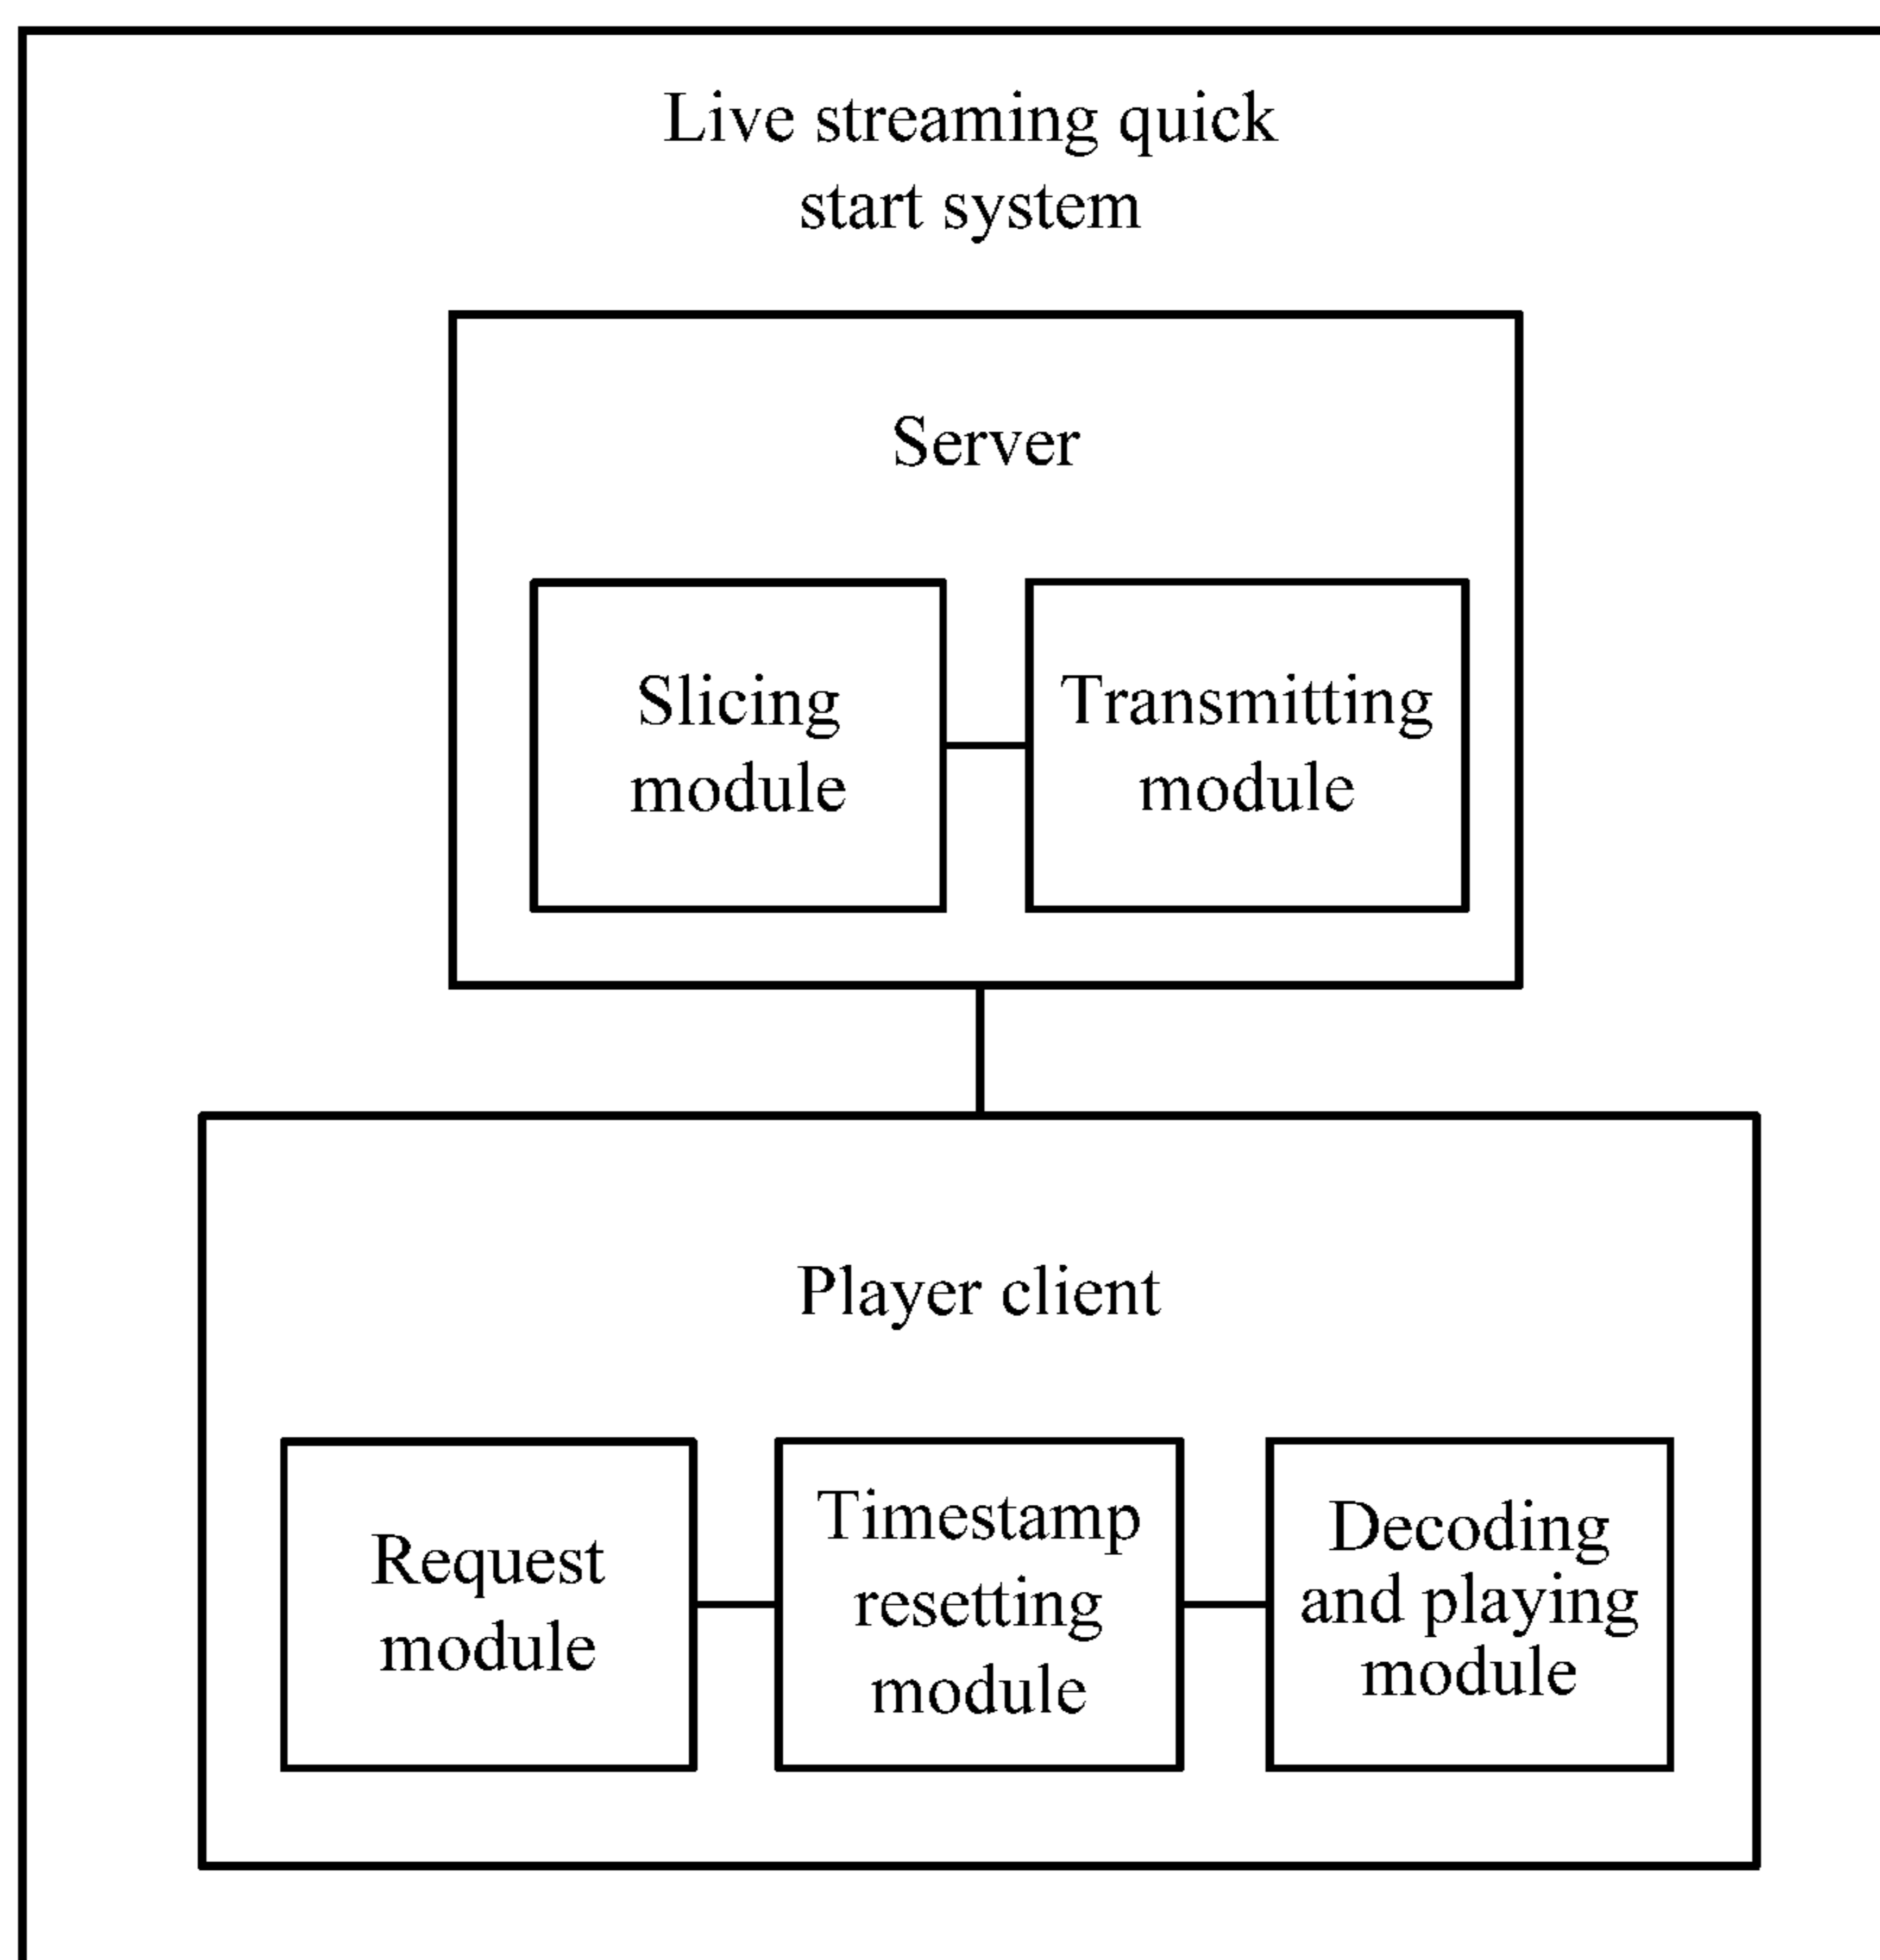 Live streaming quick
start system
Server
Slicing
module
Transmitting
module
Player client
Request
module
Timestamp
resetting
module
Decoding
and playing
module